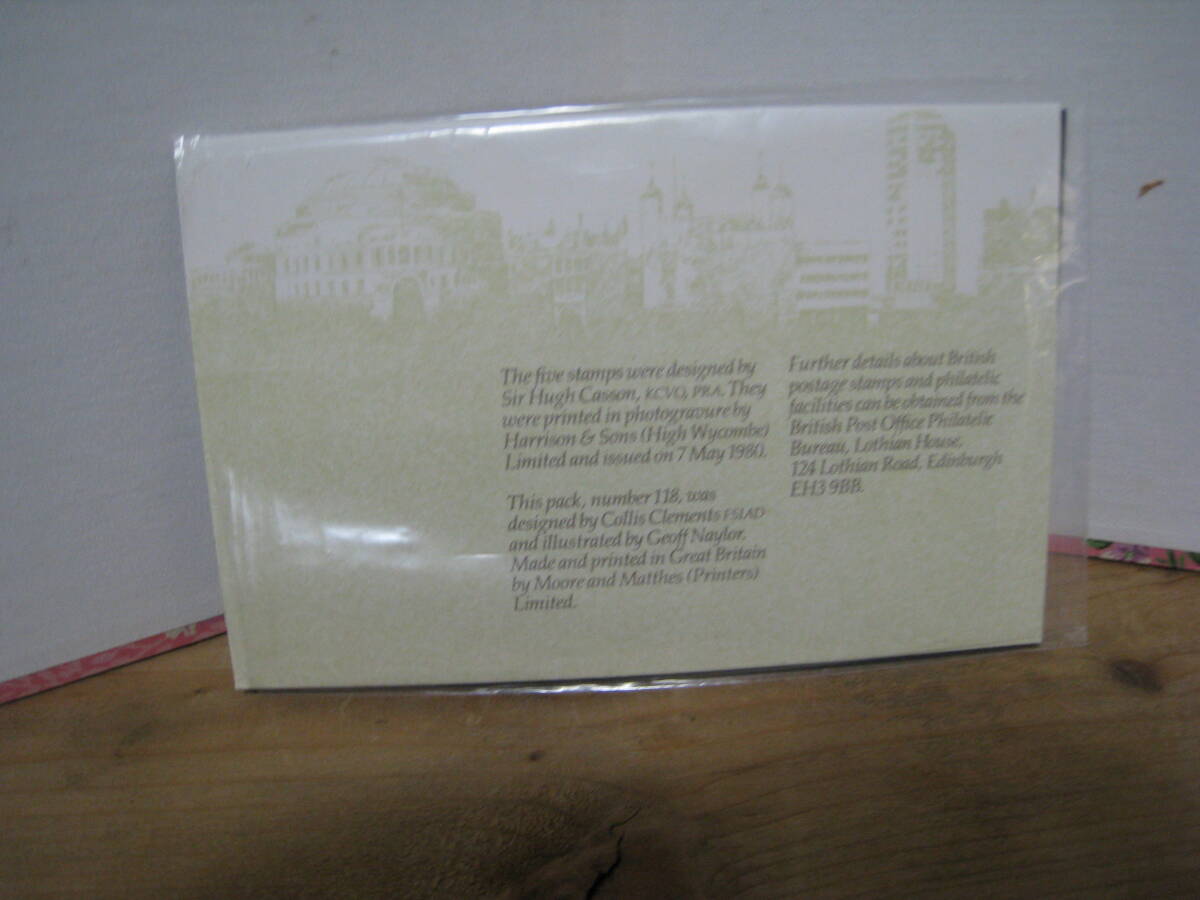 The five stamps were designed by
Sir Hugh Casson, KCVO, PRA. They
were printed in photogravure by
Harrison & Sons (High Wycombe)
Limited and issued on 7 May 1980.
This pack, number 118, was
designed by Collis Clements FSIAD
and illustrated by Geoff Naylor.
Made and printed in Great Britain
by Moore and Matthes (Printers)
Limited.
Further details about British
postage stamps and philatelic
facilities can be obtained from the
British Post Office Philatelic
Bureau, Lothian House,
124 Lothian Road, Edinburgh
EH3 9BB.